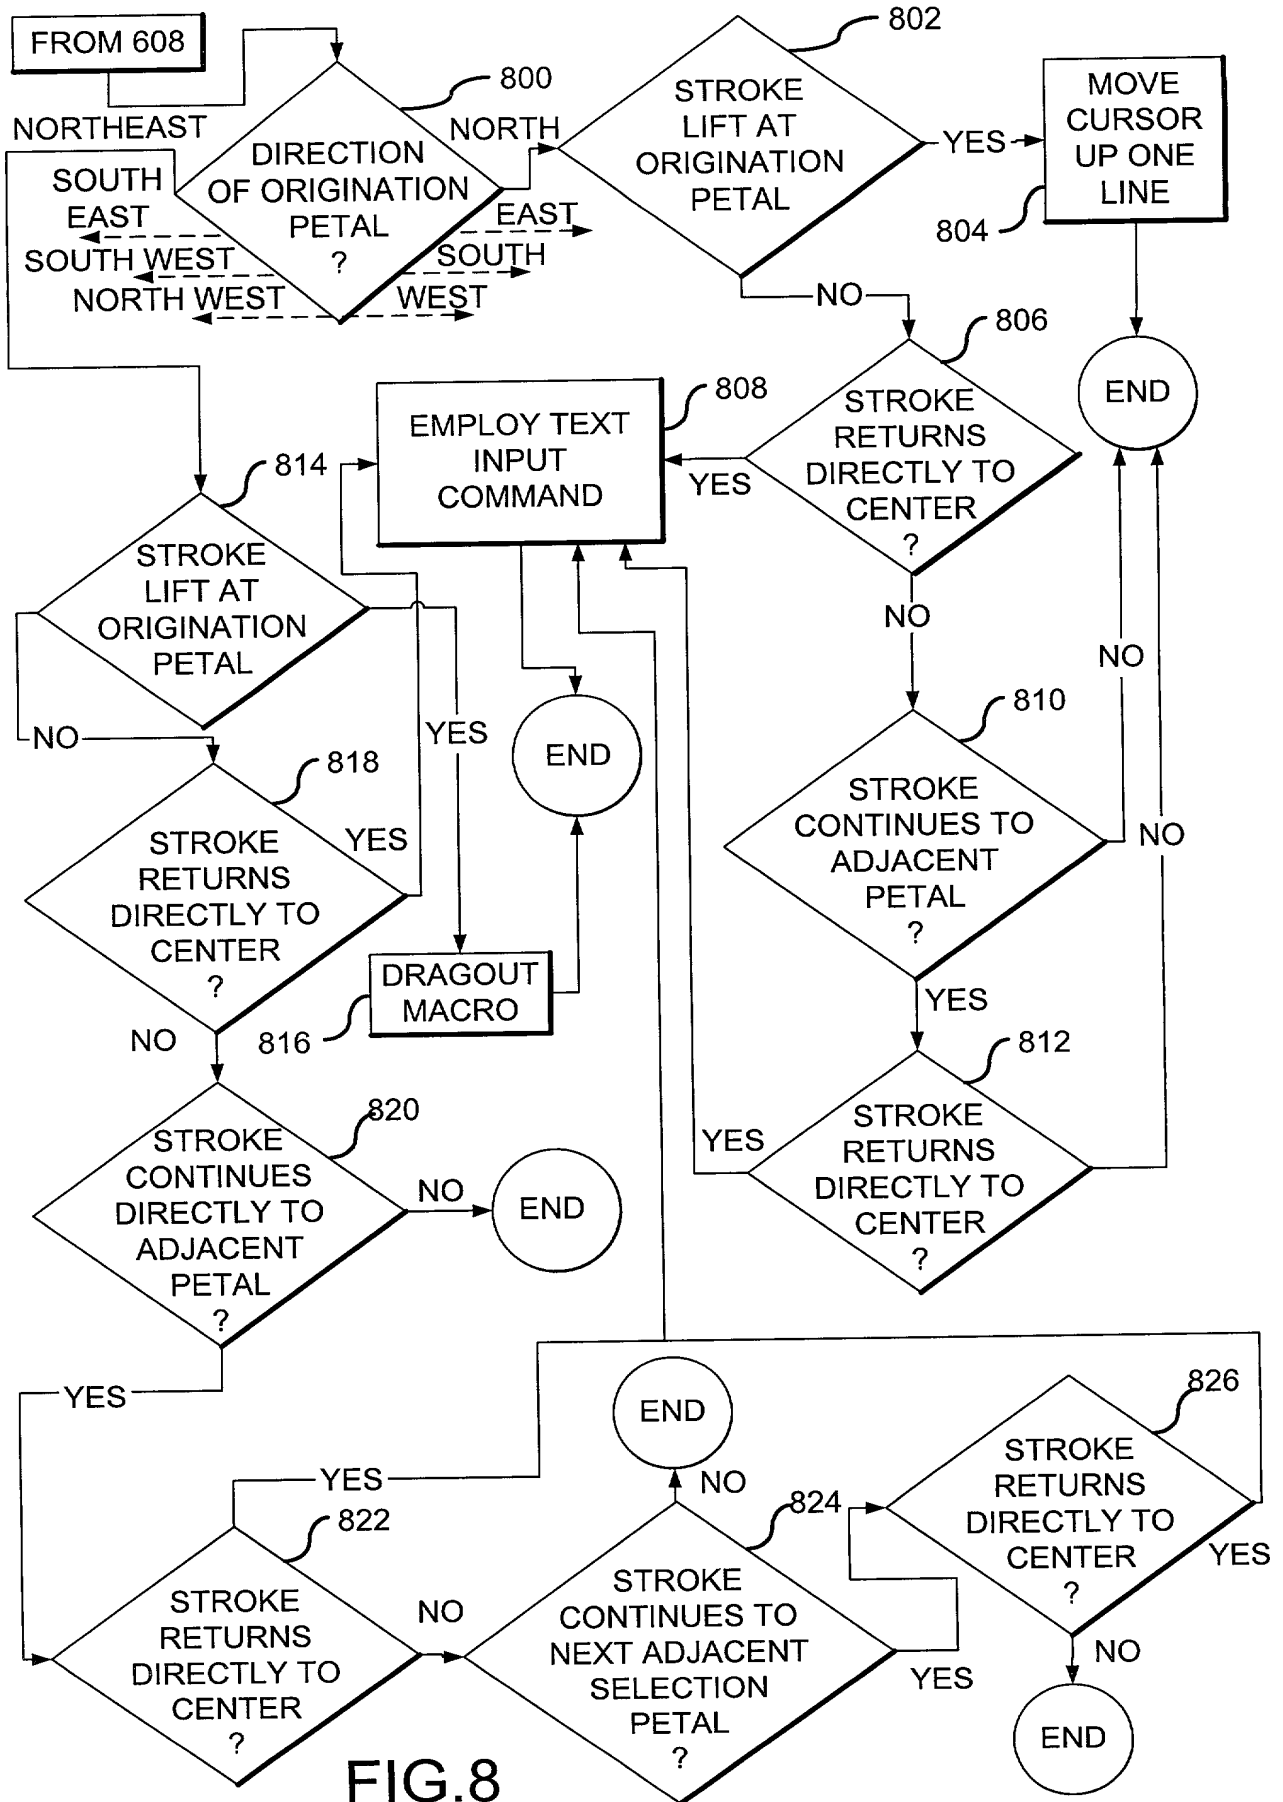 FROM 608
800
802
NORTHEAST
NORTH
DIRECTION
OF ORIGINATION
PETAL
?
SOUTH
EAST
SOUTH WEST
NORTH WEST
EAST
SOUTH
WEST
STROKE
LIFT AT
ORIGINATION
PETAL
YES
MOVE
CURSOR
UP ONE
LINE
804
NO
END
806
STROKE
RETURNS
DIRECTLY TO
CENTER
?
YES
808
EMPLOY TEXT
INPUT
COMMAND
NO
814
STROKE
LIFT AT
ORIGINATION
PETAL
NO
YES
END
810
STROKE
CONTINUES TO
ADJACENT
PETAL
?
NO
NO
YES
818
STROKE
RETURNS
DIRECTLY TO
CENTER
?
YES
NO
DRAGOUT
MACRO
816
812
STROKE
RETURNS
DIRECTLY TO
CENTER
?
YES
820
STROKE
CONTINUES
DIRECTLY TO
ADJACENT
PETAL
?
NO
END
YES
822
STROKE
RETURNS
DIRECTLY TO
CENTER
?
YES
NO
END
NO
824
STROKE
CONTINUES TO
NEXT ADJACENT
SELECTION
PETAL
?
YES
826
STROKE
RETURNS
DIRECTLY TO
CENTER
?
YES
NO
END
FIG.8